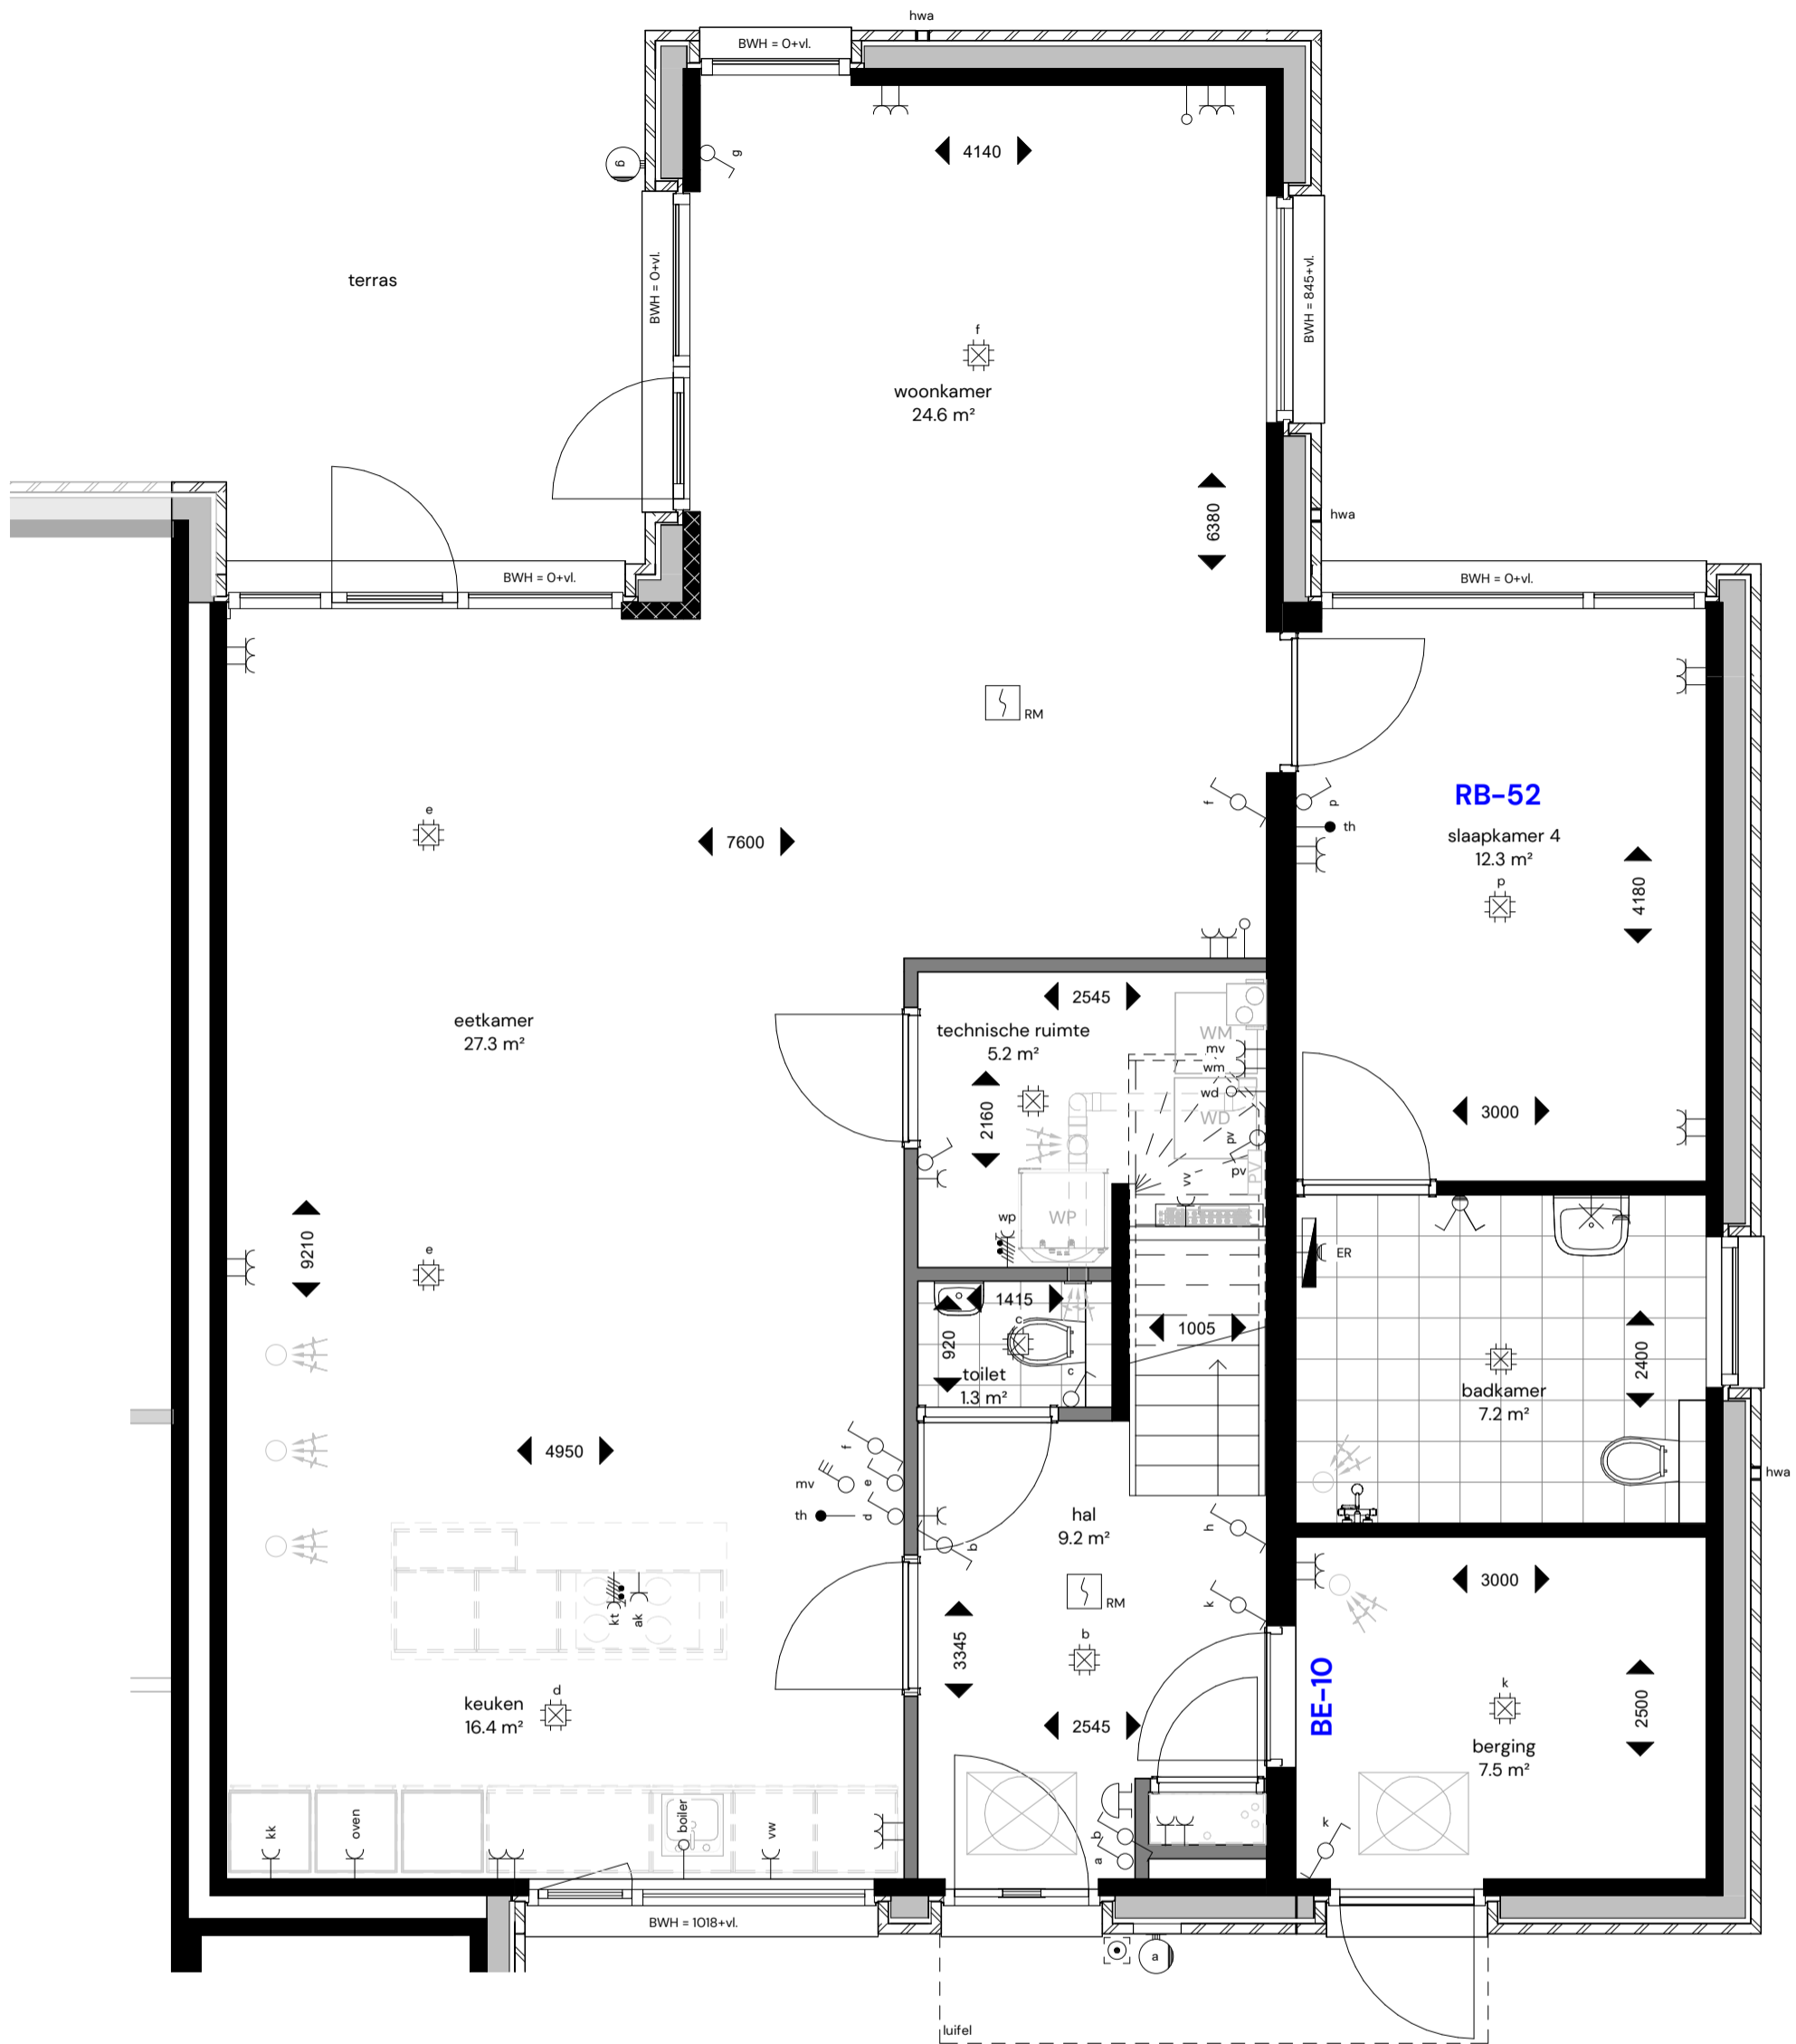 hwa
BWH = 0+vl.
g
g
4140
terras
BWH = 0+vl.
BWH = 845+vl.
f
woonkamer
24.6 m²
6380
hwa
BWH = 0+vl.
BWH = 0+vl.
RM
f
p
th
RB-52
slaapkamer 4
12.3 m²
p
4180
e
7600
eetkamer
27.3 m²
2545
technische ruimte
5.2 m²
WM
mv
wm
wd
WD
pv
pv
PV
vv
2160
WP
wp
3000
9210
e
ER
1415
c
920
toilet
1.3 m²
c
1005
2400
badkamer
7.2 m²
hwa
4950
f
mv
e
th
d
b
hal
9.2 m²
h
k
RM
b
3345
2545
3000
kt
ak
keuken
16.4 m²
d
BE-10
k
berging
7.5 m²
2500
kk
oven
boiler
vw
b
a
k
BWH = 1018+vl.
a
luifel